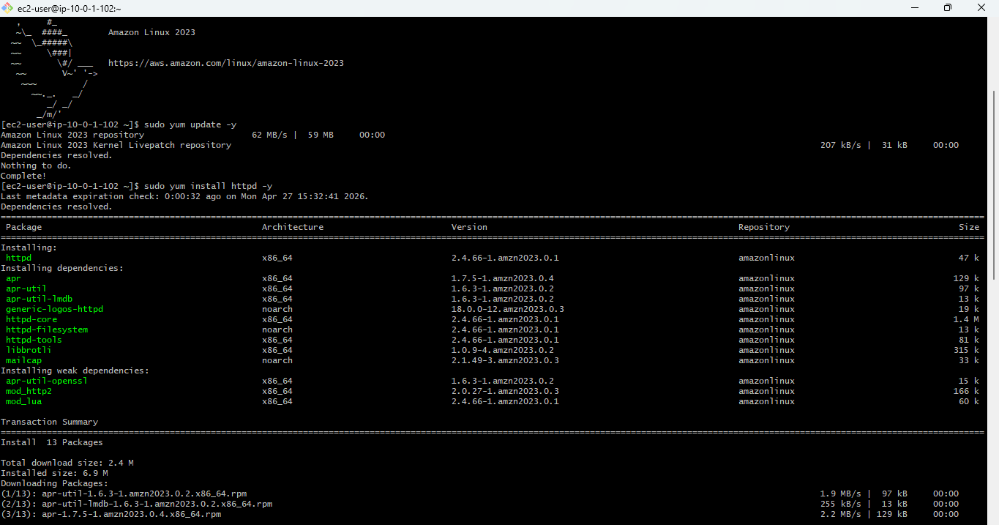 ec2-user@ip-10-0-1-102:~
   ,     #_
   ~\_  ####_        Amazon Linux 2023
  ~~  \_#####\
  ~~     \###|
  ~~       \#/ ___   https://aws.amazon.com/linux/amazon-linux-2023
   ~~       V~' '->
    ~~~         /
      ~~._.   _/
         _/ _/
       _/m/'
[ec2-user@ip-10-0-1-102 ~]$ sudo yum update -y
Amazon Linux 2023 repository                     62 MB/s |  59 MB     00:00
Amazon Linux 2023 Kernel Livepatch repository                     207 kB/s |  31 kB     00:00
Dependencies resolved.
Nothing to do.
Complete!
[ec2-user@ip-10-0-1-102 ~]$ sudo yum install httpd -y
Last metadata expiration check: 0:00:32 ago on Mon Apr 27 15:32:41 2026.
Dependencies resolved.
Package Architecture Version Repository Size
Installing:
httpd x86_64 2.4.66-1.amzn2023.0.1 amazonlinux 47 k
Installing dependencies:
apr x86_64 1.7.5-1.amzn2023.0.4 amazonlinux 129 k
apr-util x86_64 1.6.3-1.amzn2023.0.2 amazonlinux 97 k
apr-util-lmdb x86_64 1.6.3-1.amzn2023.0.2 amazonlinux 13 k
generic-logos-httpd noarch 18.0.0-12.amzn2023.0.3 amazonlinux 19 k
httpd-core x86_64 2.4.66-1.amzn2023.0.1 amazonlinux 1.4 M
httpd-filesystem noarch 2.4.66-1.amzn2023.0.1 amazonlinux 13 k
httpd-tools x86_64 2.4.66-1.amzn2023.0.1 amazonlinux 81 k
libbrotli x86_64 1.0.9-4.amzn2023.0.2 amazonlinux 315 k
mailcap noarch 2.1.49-3.amzn2023.0.3 amazonlinux 33 k
Installing weak dependencies:
apr-util-openssl x86_64 1.6.3-1.amzn2023.0.2 amazonlinux 15 k
mod_http2 x86_64 2.0.27-1.amzn2023.0.3 amazonlinux 166 k
mod_lua x86_64 2.4.66-1.amzn2023.0.1 amazonlinux 60 k
Transaction Summary
Install  13 Packages
Total download size: 2.4 M
Installed size: 6.9 M
Downloading Packages:
(1/13): apr-util-1.6.3-1.amzn2023.0.2.x86_64.rpm 1.9 MB/s |  97 kB     00:00
(2/13): apr-util-lmdb-1.6.3-1.amzn2023.0.2.x86_64.rpm 255 kB/s |  13 kB     00:00
(3/13): apr-1.7.5-1.amzn2023.0.4.x86_64.rpm 2.2 MB/s | 129 kB     00:00